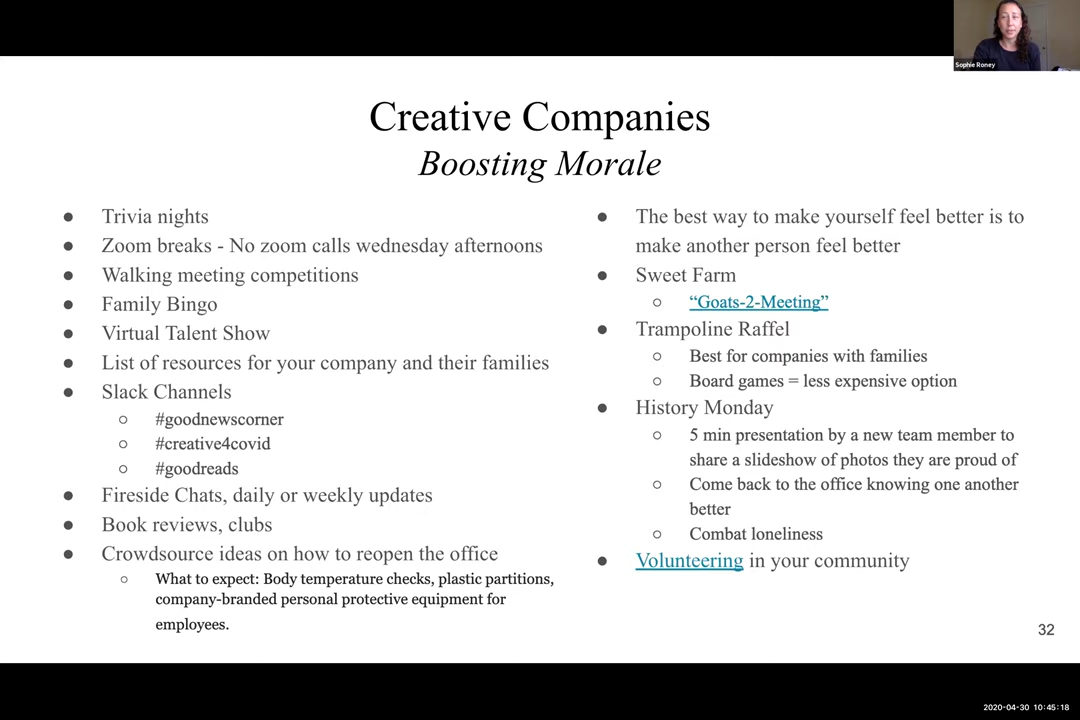 Sophie Roney
Creative Companies
Boosting Morale
● Trivia nights
● Zoom breaks - No zoom calls wednesday afternoons
● Walking meeting competitions
● Family Bingo
● Virtual Talent Show
● List of resources for your company and their families
● Slack Channels
○ #goodnewscorner
○ #creative4covid
○ #goodreads
● Fireside Chats, daily or weekly updates
● Book reviews, clubs
● Crowdsource ideas on how to reopen the office
○ What to expect: Body temperature checks, plastic partitions,
company-branded personal protective equipment for
employees.
● The best way to make yourself feel better is to
make another person feel better
● Sweet Farm
○ “Goats-2-Meeting”
● Trampoline Raffel
○ Best for companies with families
○ Board games = less expensive option
● History Monday
○ 5 min presentation by a new team member to
share a slideshow of photos they are proud of
○ Come back to the office knowing one another
better
○ Combat loneliness
● Volunteering in your community
32
2020-04-30 10:45:18